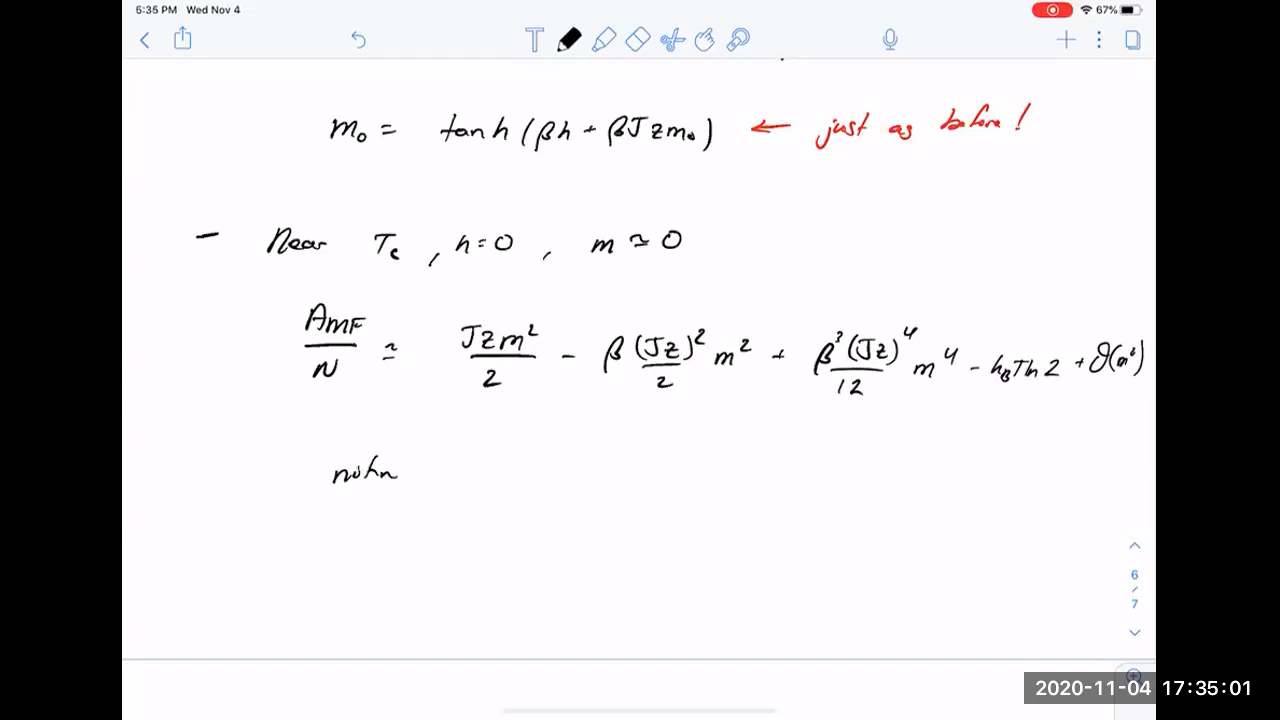 5:35 PM Wed Nov 4 67%
m₀ = tanh (βh + βJzm₀) ← just as before!
- Near T_c, h=0, m ≃ 0
A_MF/N ≃ Jzm²/2 - β(Jz)²/2 m² + β³(Jz)⁴/12 m⁴ - k_BT ln 2 + O(m⁶)
6
/
7
2020-11-04 17:35:01